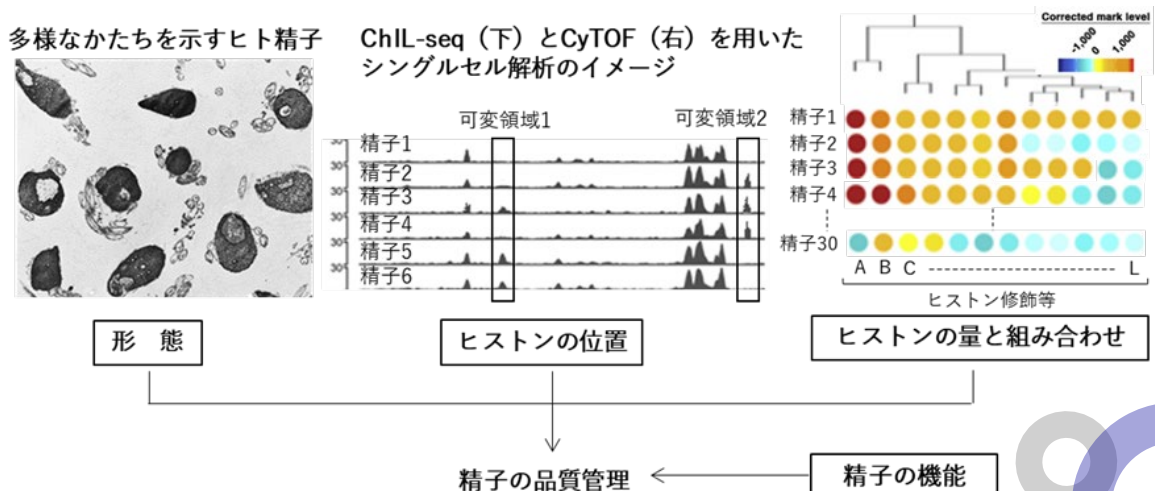 多様なかたちを示すヒト精子
ChIL-seq（下）とCyTOF（右）を用いた
シングルセル解析のイメージ
Corrected mark level
-1,000
0
1,000
可変領域1
可変領域2
精子1
精子2
精子3
精子4
精子5
精子6
30
30
30
30
30
精子1
精子2
精子3
精子4
精子30
A B C L
ヒストン修飾等
形　態
ヒストンの位置
ヒストンの量と組み合わせ
精子の品質管理
精子の機能